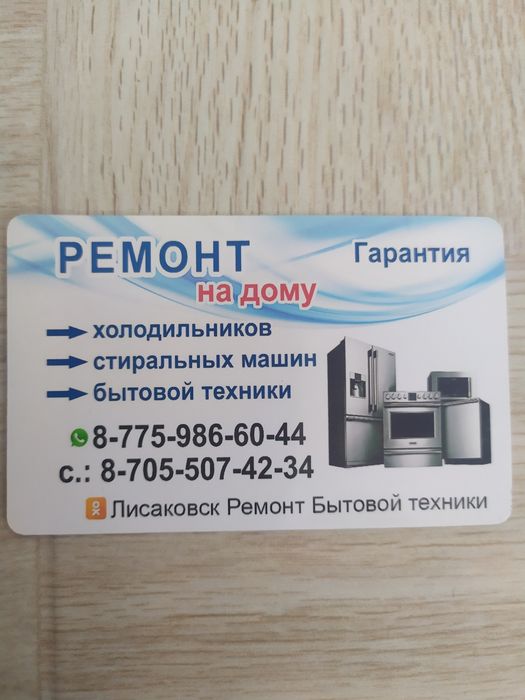 РЕМОНТ
Гарантия
на дому
холодильников
стиральных машин
бытовой техники
8-775-986-60-44
с.: 8-705-507-42-34
Лисаковск Ремонт Бытовой техники